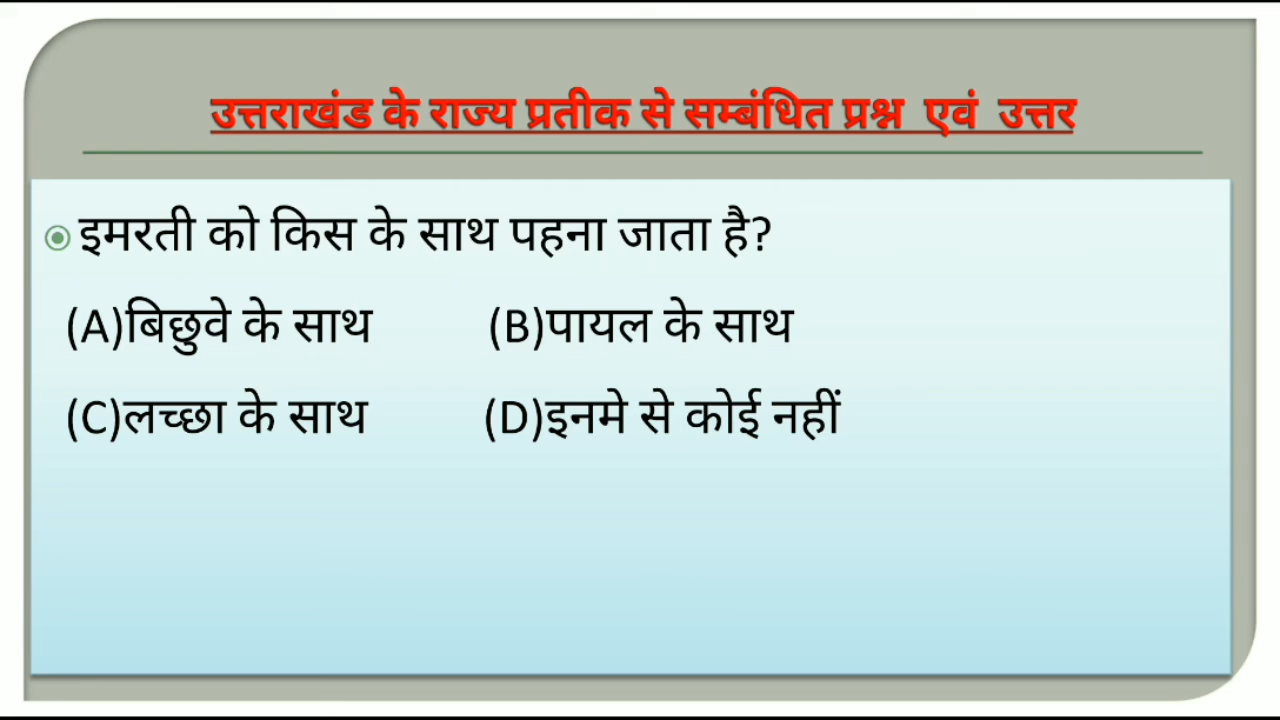 उत्तराखंड के राज्य प्रतीक से सम्बंधित प्रश्न एवं उत्तर
इमरती को किस के साथ पहना जाता है?
(A)बिछुवे के साथ (B)पायल के साथ
(C)लच्छा के साथ (D)इनमे से कोई नहीं